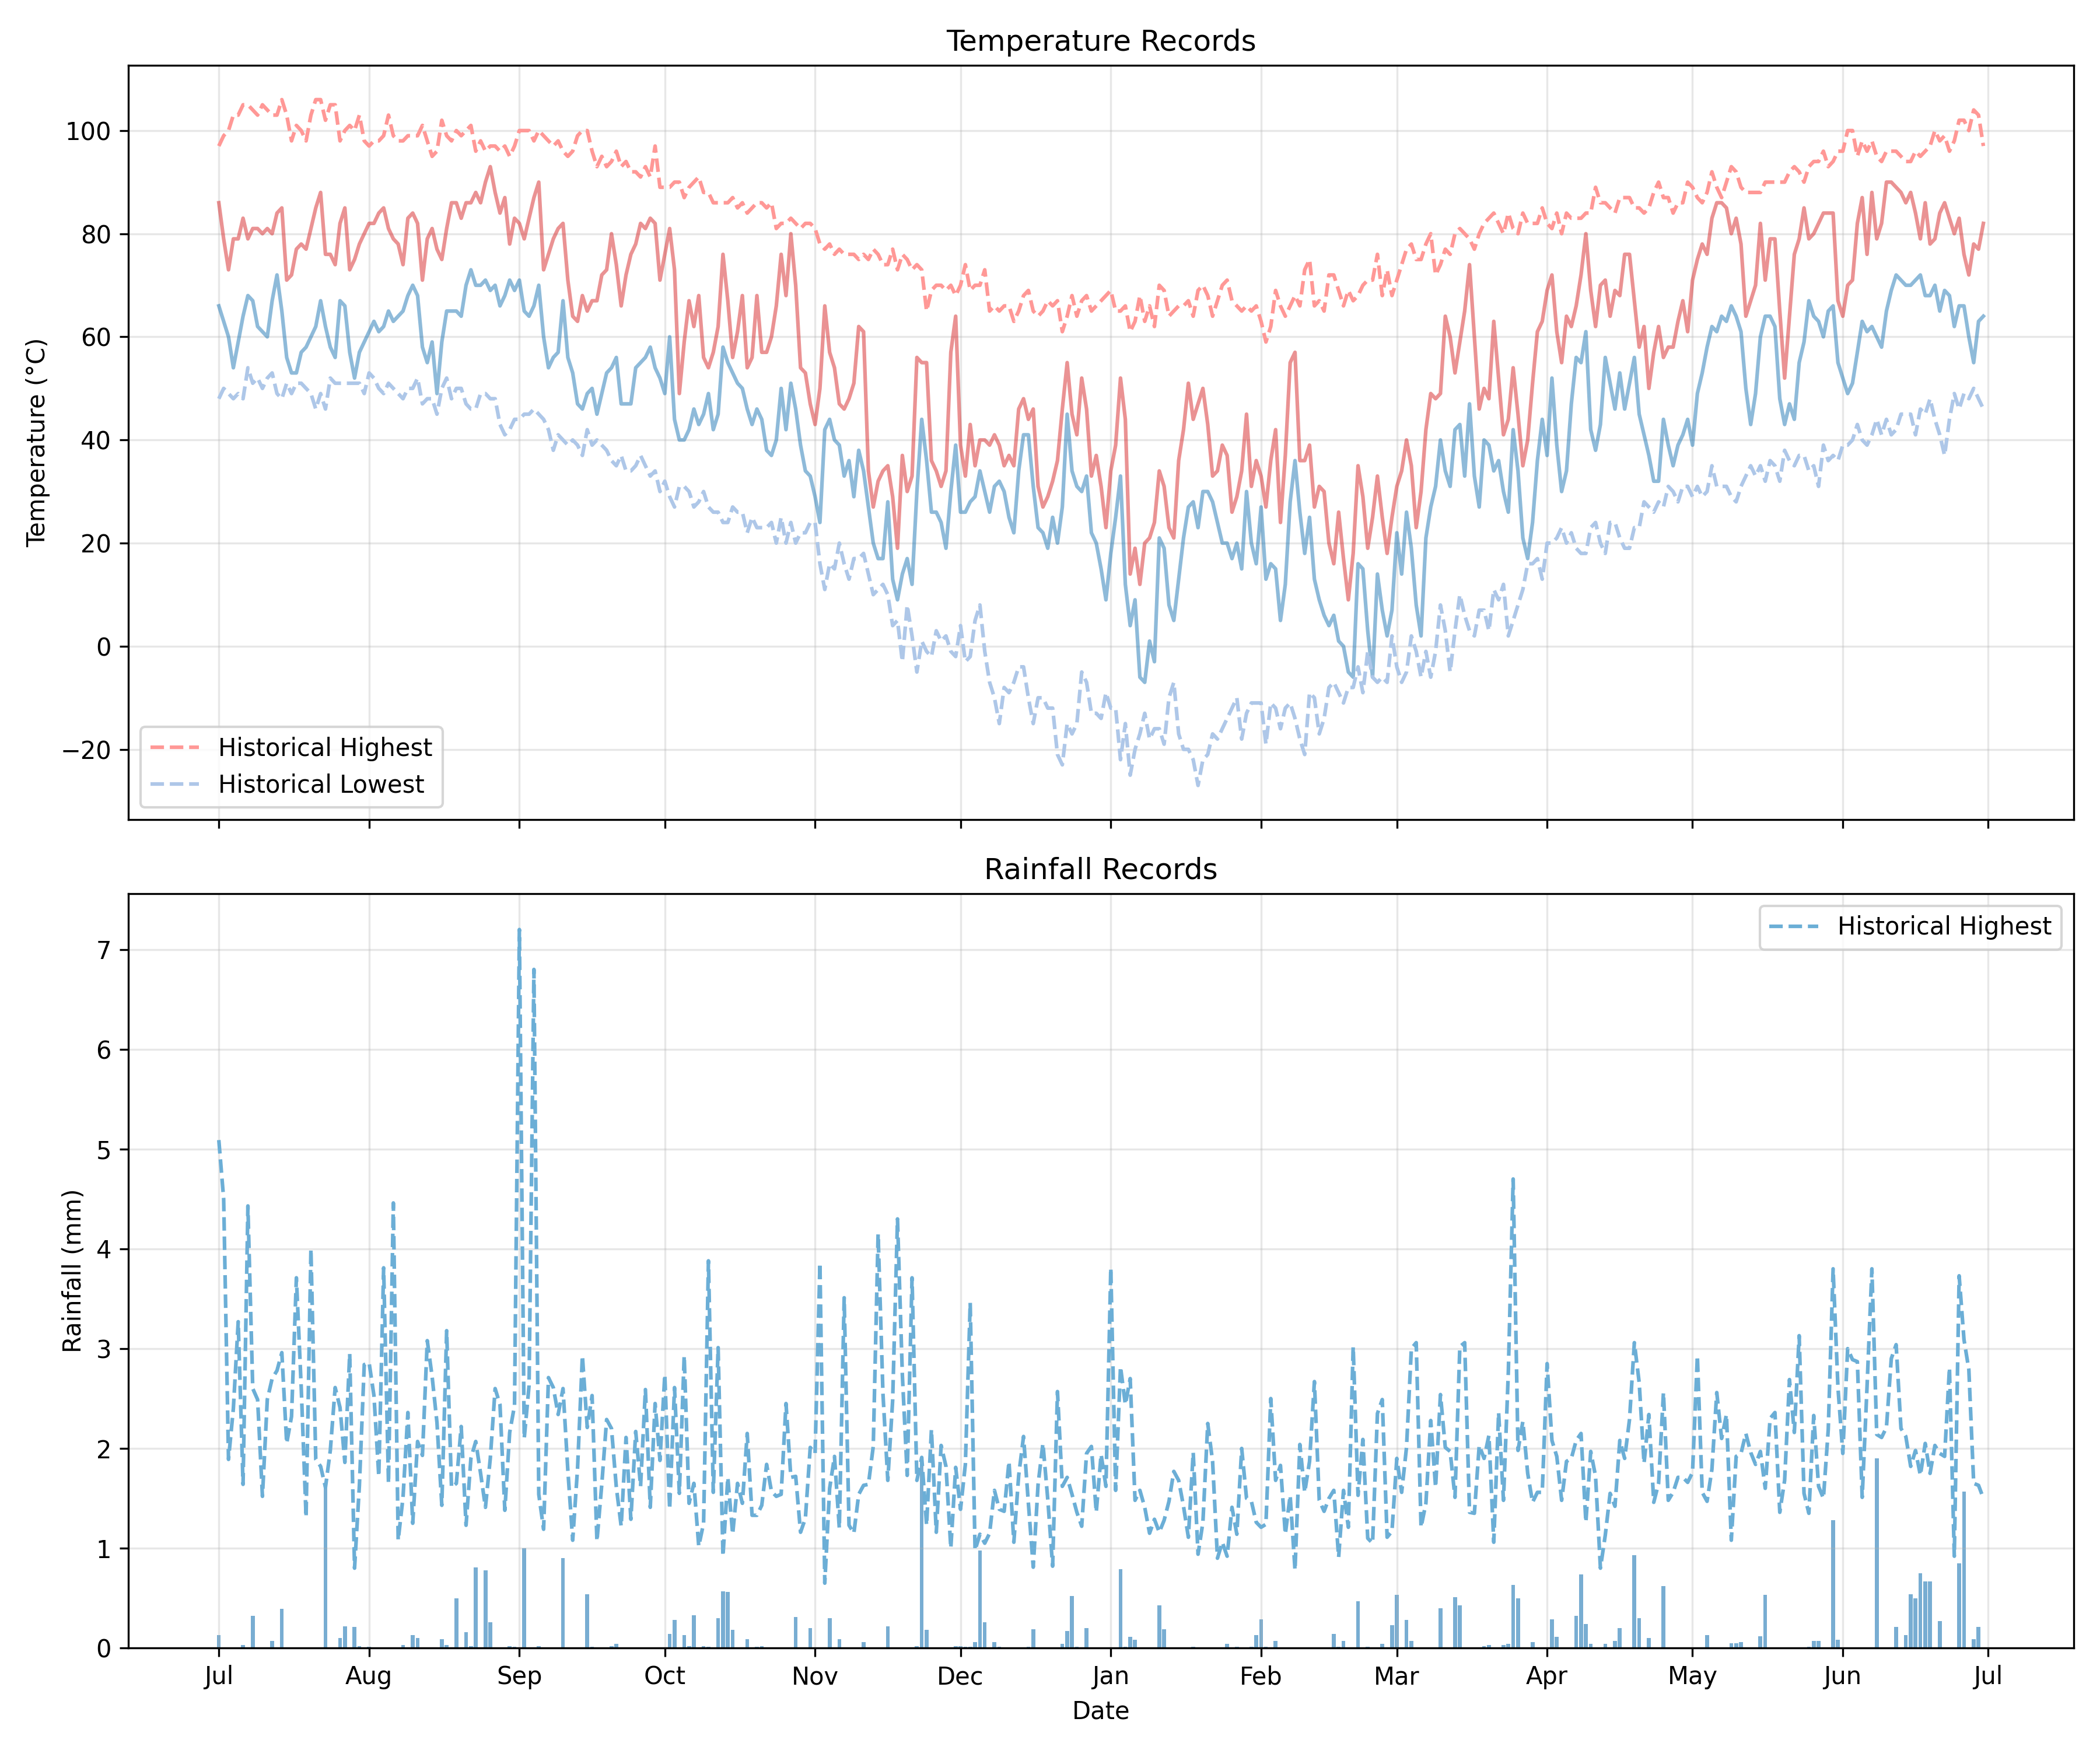 Temperature Records
Temperature (°C)
100
80
60
40
20
0
−20
Historical Highest
Historical Lowest
Rainfall Records
Rainfall (mm)
7
6
5
4
3
2
1
0
Historical Highest
Jul Aug Sep Oct Nov Dec Jan Feb Mar Apr May Jun Jul
Date